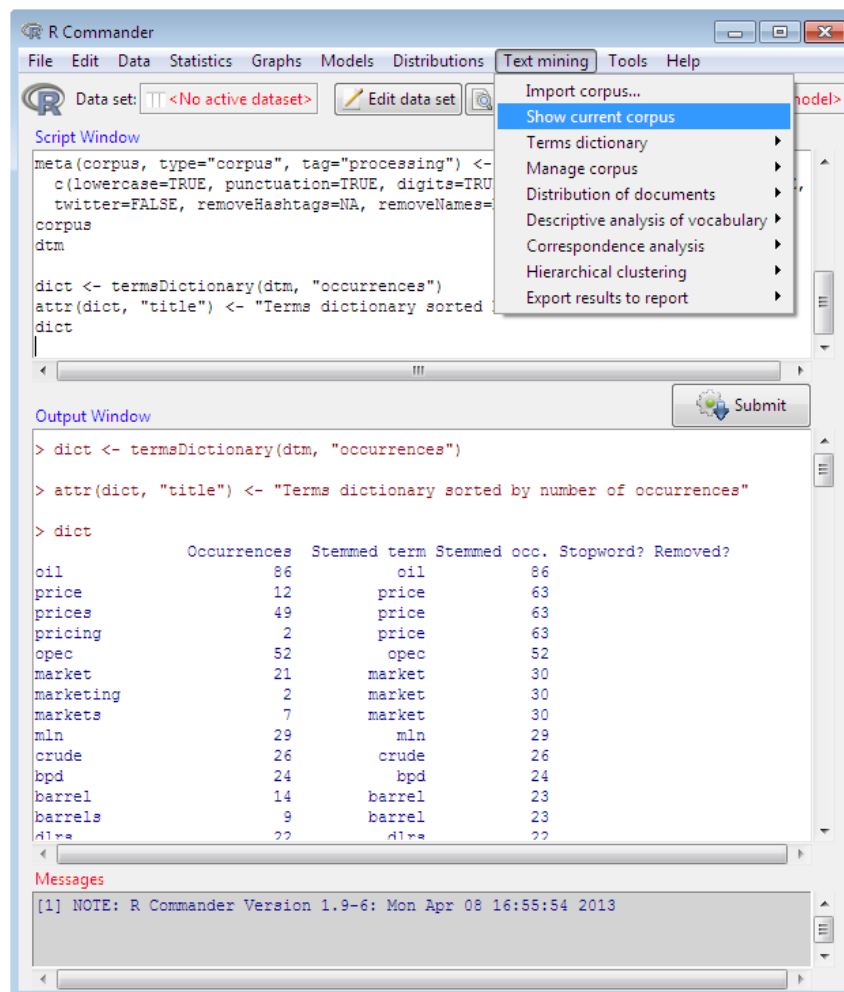 R Commander
File Edit Data Statistics Graphs Models Distributions Text mining Tools Help
Data set: <No active dataset> Edit data set model>
Import corpus...
Show current corpus
Terms dictionary
Manage corpus
Distribution of documents
Descriptive analysis of vocabulary
Correspondence analysis
Hierarchical clustering
Export results to report
Script Window
meta(corpus, type="corpus", tag="processing") <-
c(lowercase=TRUE, punctuation=TRUE, digits=TRU
twitter=FALSE, removeHashtags=NA, removeNames=
corpus
dtm
dict <- termsDictionary(dtm, "occurrences")
attr(dict, "title") <- "Terms dictionary sorted
dict
Submit
Output Window
> dict <- termsDictionary(dtm, "occurrences")
> attr(dict, "title") <- "Terms dictionary sorted by number of occurrences"
> dict
Occurrences Stemmed term Stemmed occ. Stopword? Removed?
oil 86 oil 86
price 12 price 63
prices 49 price 63
pricing 2 price 63
opec 52 opec 52
market 21 market 30
marketing 2 market 30
markets 7 market 30
mln 29 mln 29
crude 26 crude 26
bpd 24 bpd 24
barrel 14 barrel 23
barrels 9 barrel 23
dlrs 22 dlrs 22
Messages
[1] NOTE: R Commander Version 1.9-6: Mon Apr 08 16:55:54 2013